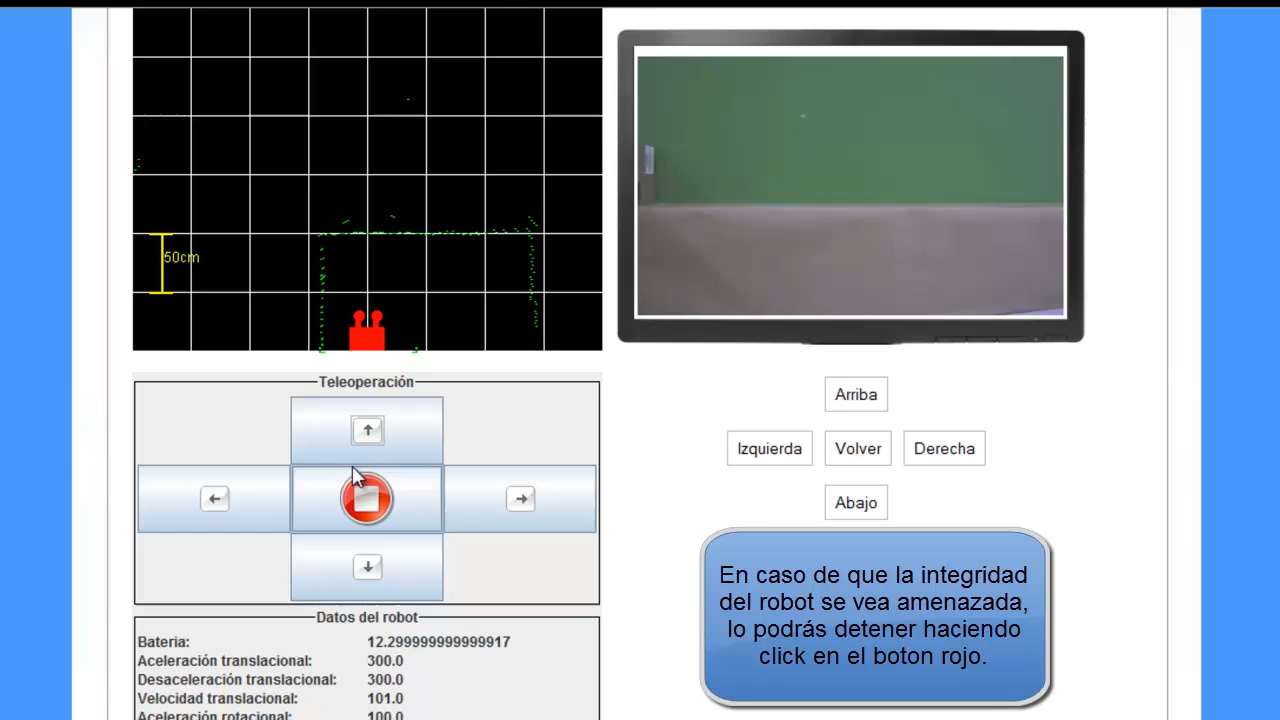 50cm
Teleoperación
Arriba
Izquierda
Volver
Derecha
Abajo
En caso de que la integridad
del robot se vea amenazada,
lo podrás detener haciendo
click en el boton rojo.
Datos del robot
Bateria: 12.299999999999917
Aceleración translacional: 300.0
Desaceleración translacional: 300.0
Velocidad translacional: 101.0
Aceleración rotacional: 100.0